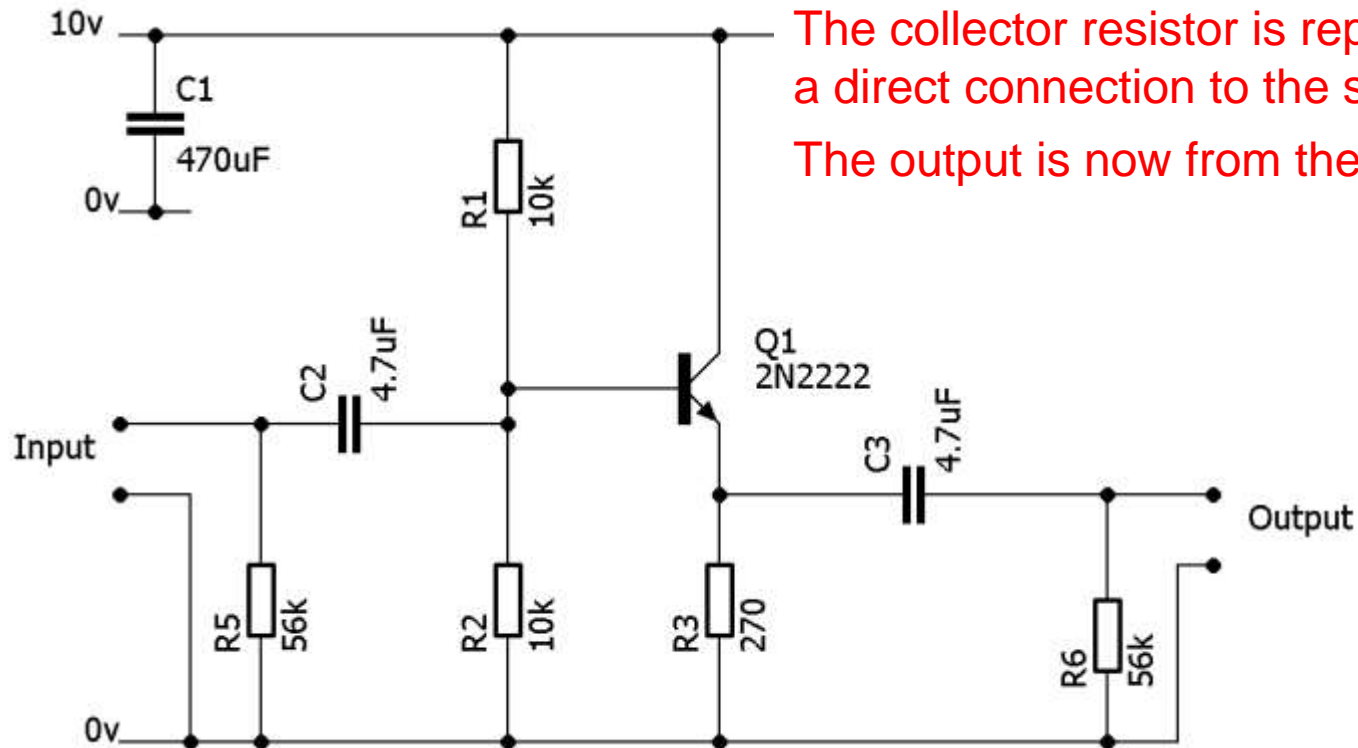 10v
The collector resistor is rep
a direct connection to the s
The output is now from the
C1
470uF
0v
R1
10k
Q1
2N2222
C2
4.7uF
Input
C3
4.7uF
Output
R5
56k
R2
10k
R3
270
R6
56k
0v